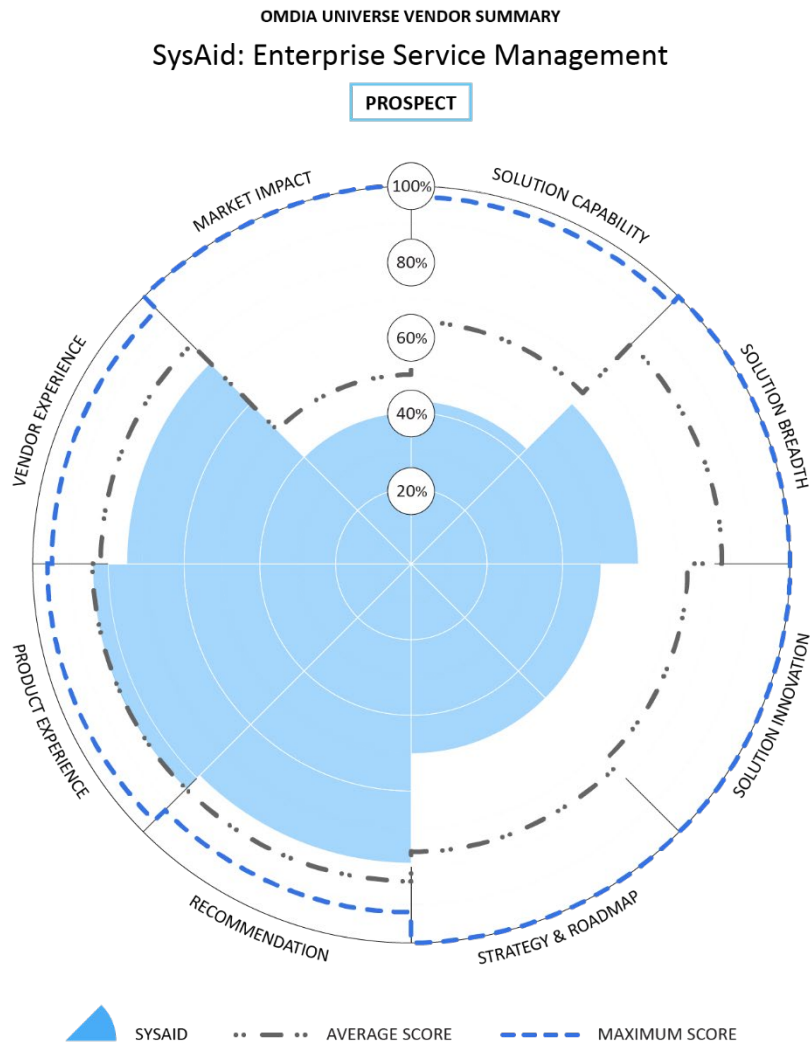 OMDIA UNIVERSE VENDOR SUMMARY
SysAid: Enterprise Service Management
PROSPECT
MARKET IMPACT
SOLUTION CAPABILITY
100%
80%
60%
40%
20%
VENDOR EXPERIENCE
SOLUTION BREADTH
PRODUCT EXPERIENCE
SOLUTION INNOVATION
RECOMMENDATION
STRATEGY & ROADMAP
SYSAID
AVERAGE SCORE
MAXIMUM SCORE